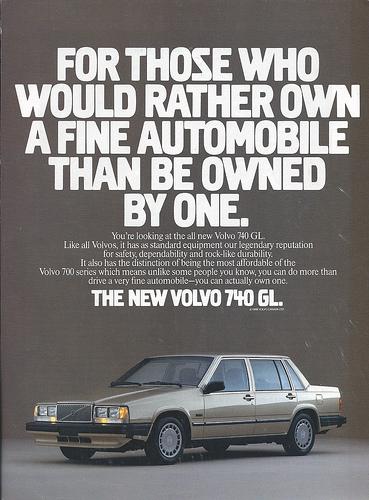 FOR THOSE WHO
WOULD RATHER OWN
A FINE AUTOMOBILE
THAN BE OWNED
BY ONE.
You're looking at the all new Volvo 740 GL.
Like all Volvos, it has as standard equipment our legendary reputation
for safety, dependability and rock-like durability.
It also has the distinction of being the most affordable of the
Volvo 700 series which means unlike some people you know, you can do more than
drive a very fine automobile—you can actually own one.
THE NEW VOLVO 740 GL.